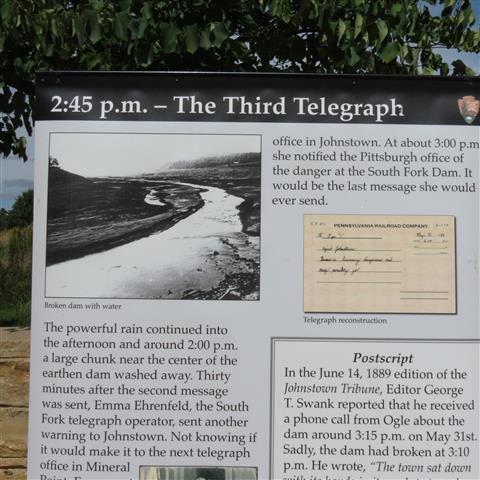 2:45 p.m. – The Third Telegraph
Broken dam with water
The powerful rain continued into
the afternoon and around 2:00 p.m.
a large chunk near the center of the
earthen dam washed away. Thirty
minutes after the second message
was sent, Emma Ehrenfeld, the South
Fork telegraph operator, sent another
warning to Johnstown. Not knowing if
it would make it to the next telegraph
office in Mineral
office in Johnstown. At about 3:00 p.m
she notified the Pittsburgh office of
the danger at the South Fork Dam. It
would be the last message she would
ever send.
PENNSYLVANIA RAILROAD COMPANY.
Telegraph reconstruction
Postscript
In the June 14, 1889 edition of the
Johnstown Tribune, Editor George
T. Swank reported that he received
a phone call from Ogle about the
dam around 3:15 p.m. on May 31st.
Sadly, the dam had broken at 3:10
p.m. He wrote, "The town sat down